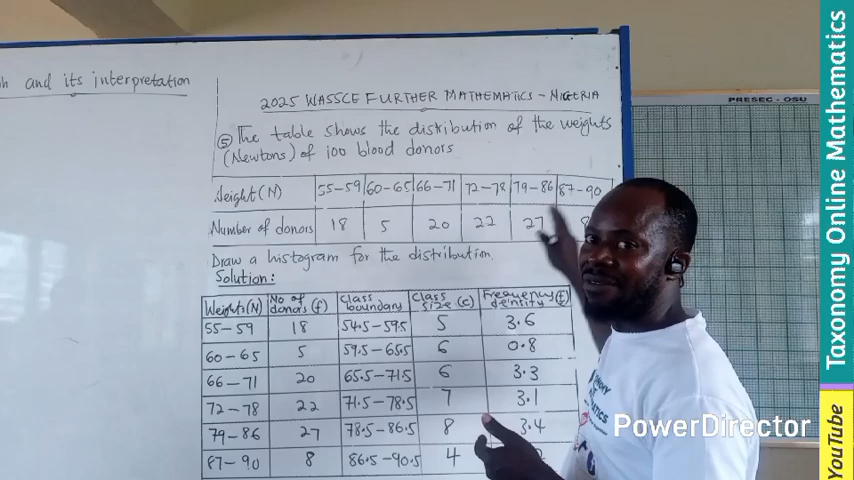 ph and its interpretation
2025 WASSCE FURTHER MATHEMATICS - NIGERIA
⑤ The table shows the distribution of the weights
(Newtons) of 100 blood donors
Weight (N) 55-59 60-65 66-71 72-78 79-86 87-90
Number of donors 18 5 20 22 27 8
Draw a histogram for the distribution.
Solution:
Weights (N) No of donors (f) Class boundary Class size (c) Frequency density (f/c)
55-59 18 54.5-59.5 5 3.6
60-65 5 59.5-65.5 6 0.8
66-71 20 65.5-71.5 6 3.3
72-78 22 71.5-78.5 7 3.1
79-86 27 78.5-86.5 8 3.4
87-90 8 86.5-90.5 4 2
PRESEC-OSU
Taxonomy Online Mathematics
YouTube
PowerDirector